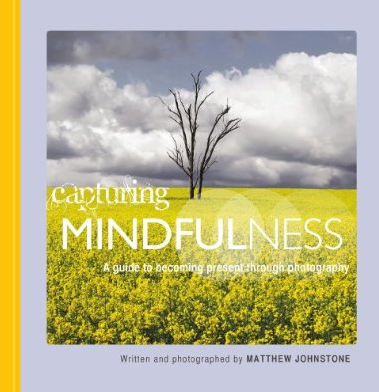 capturing
MINDFULNESS
A guide to becoming present through photography
Written and photographed by MATTHEW JOHNSTONE